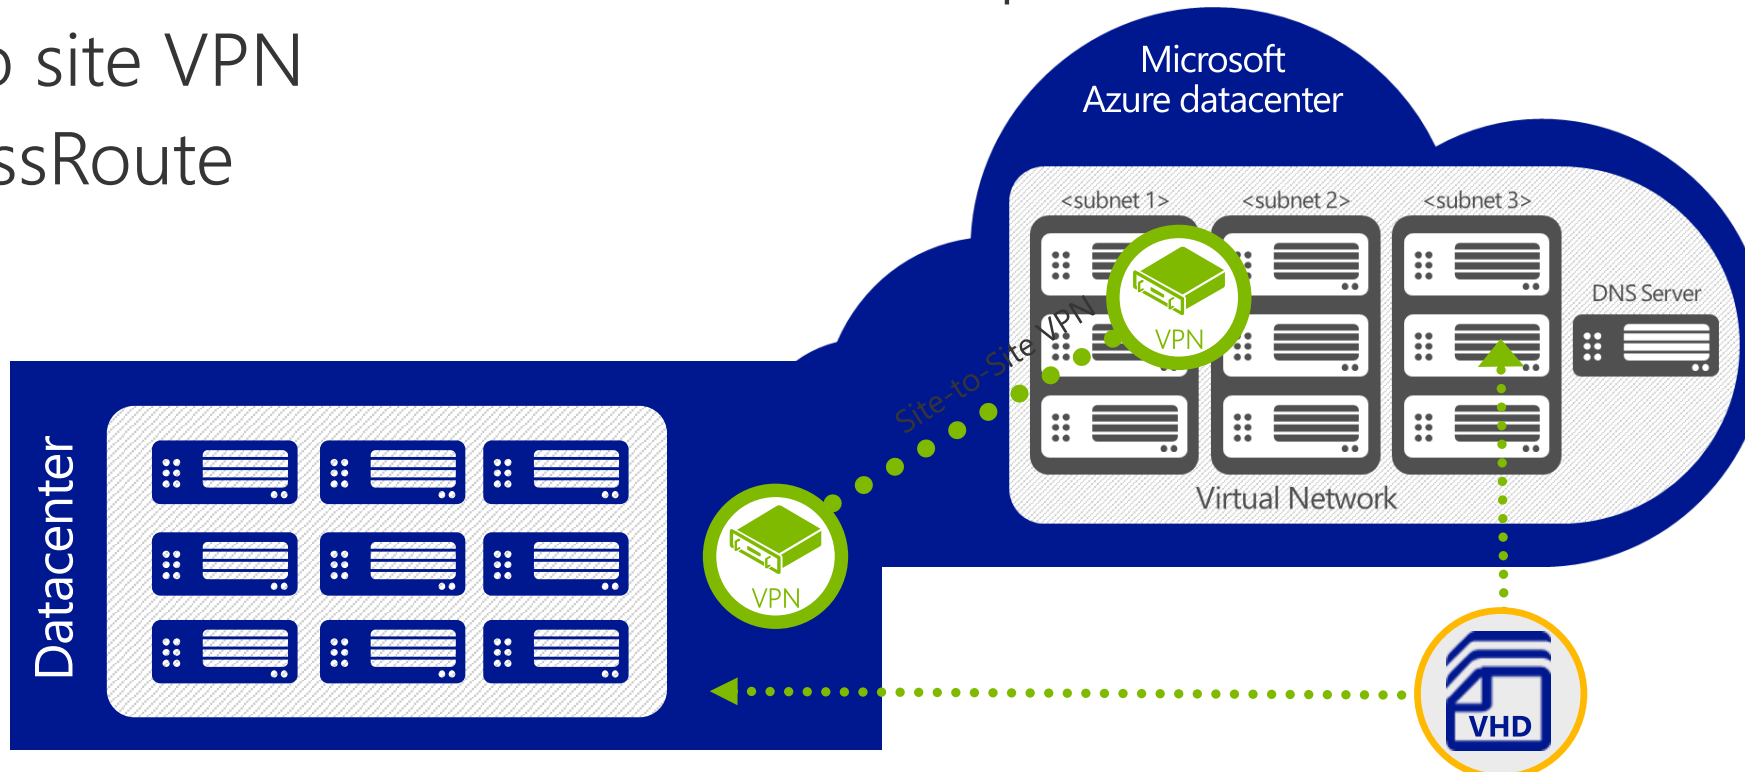 o site VPN
ssRoute
Microsoft
Azure datacenter
<subnet 1>
<subnet 2>
<subnet 3>
DNS Server
VPN
Site-to-Site VPN
Virtual Network
Datacenter
VPN
VHD